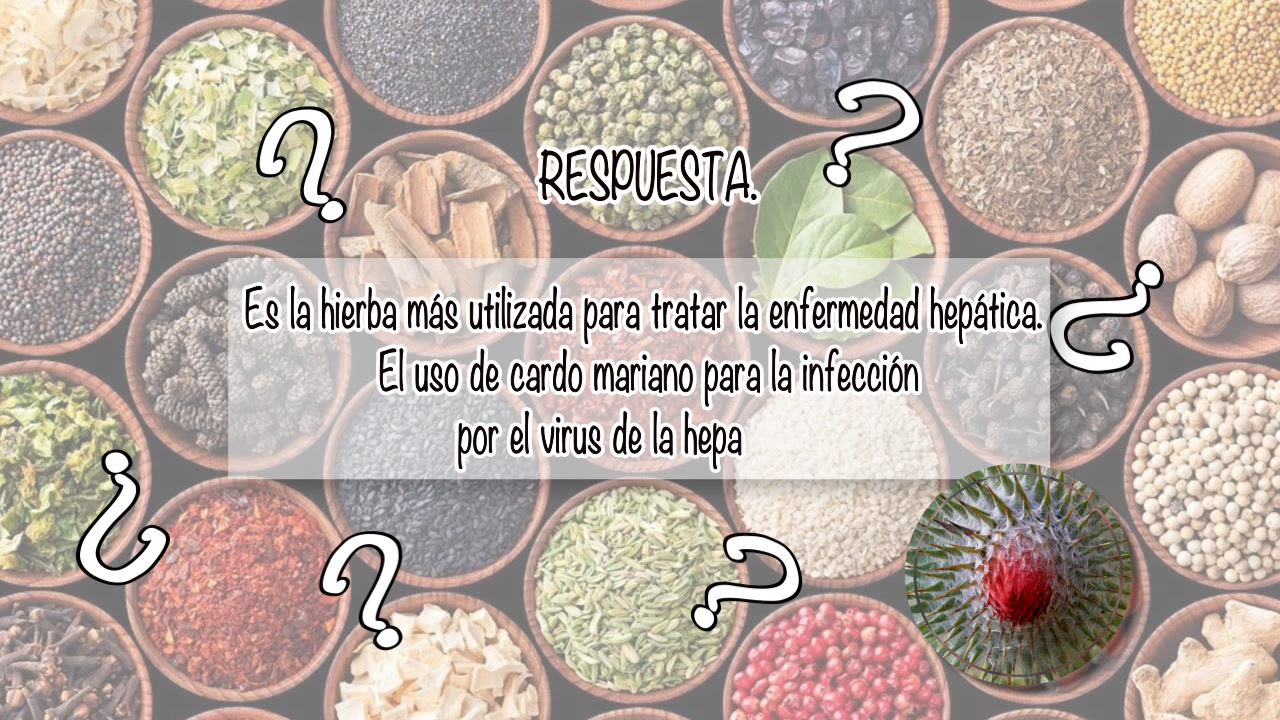 RESPUESTA.
Es la hierba más utilizada para tratar la enfermedad hepática.
El uso de cardo mariano para la infección
por el virus de la hepa